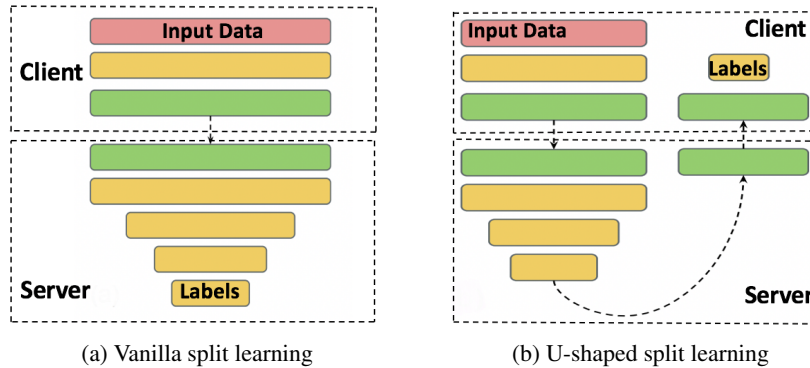 Input Data
Client
Server
Labels
(a) Vanilla split learning
Input Data
Client
Labels
Server
(b) U-shaped split learning